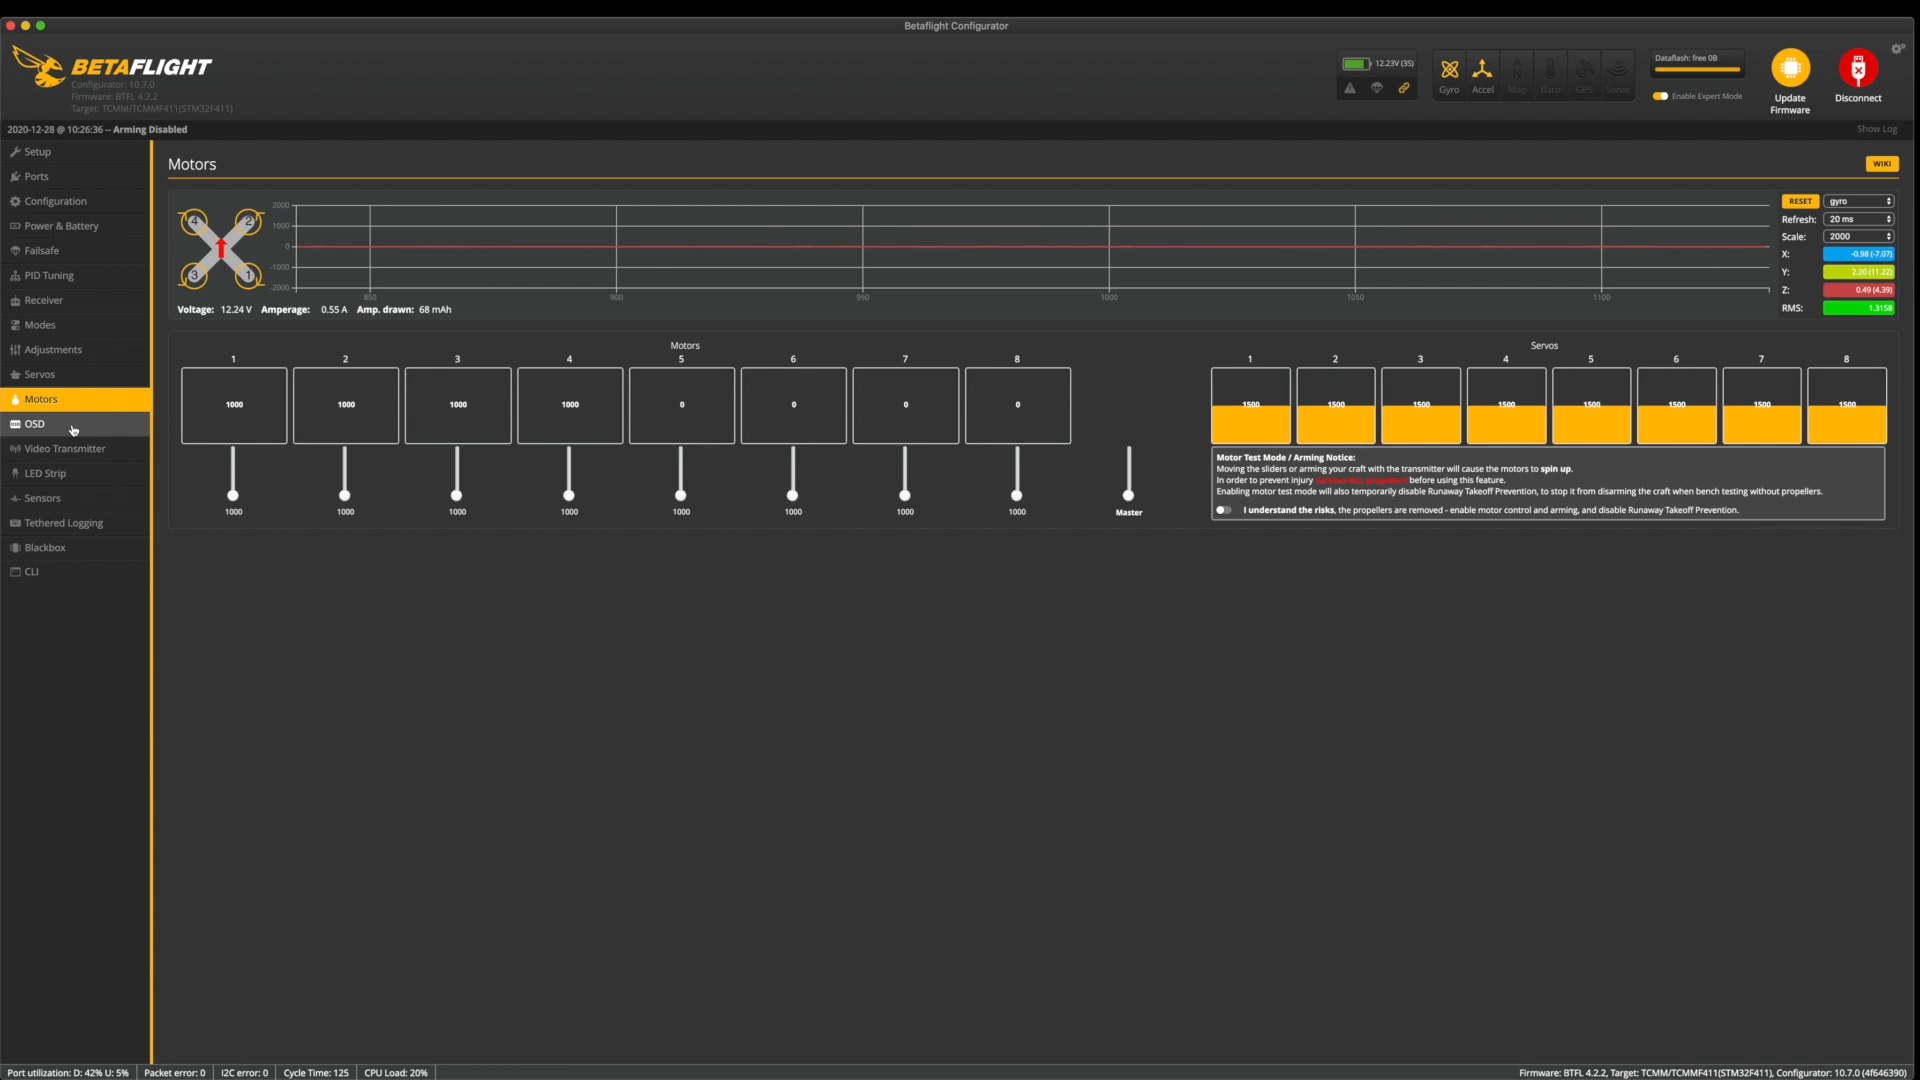 Betaflight Configurator
BETAFLIGHT
Configurator: 10.7.0
Firmware: BTFL 4.2.2
Target: TCMM/TCMMF411(STM32F411)
12.23V (3S)
Gyro
Accel
Mag
Baro
GPS
Sonar
Dataflash: free 0B
Enable Expert Mode
Update
Firmware
Disconnect
2020-12-28 @ 10:26:36 -- Arming Disabled
Show Log
Setup
Ports
Configuration
Power & Battery
Failsafe
PID Tuning
Receiver
Modes
Adjustments
Servos
Motors
OSD
Video Transmitter
LED Strip
Sensors
Tethered Logging
Blackbox
CLI
Motors
WIKI
4 2
3 1
2000
1000
0
-1000
-2000
850 900 950 1000 1050 1100
RESET gyro
Refresh: 20 ms
Scale: 2000
X: -0.98 (-7.07)
Y: 2.20 (11.22)
Z: 0.49 (4.39)
RMS: 1.3158
Voltage: 12.24 V Amperage: 0.55 A Amp. drawn: 68 mAh
Motors
1 2 3 4 5 6 7 8
1000 1000 1000 1000 0 0 0 0
1000 1000 1000 1000 1000 1000 1000 1000 Master
Servos
1 2 3 4 5 6 7 8
1500 1500 1500 1500 1500 1500 1500 1500
Motor Test Mode / Arming Notice:
Moving the sliders or arming your craft with the transmitter will cause the motors to spin up.
In order to prevent injury before using this feature.
Enabling motor test mode will also temporarily disable Runaway Takeoff Prevention, to stop it from disarming the craft when bench testing without propellers.
I understand the risks, the propellers are removed - enable motor control and arming, and disable Runaway Takeoff Prevention.
Port utilization: D: 42% U: 5% Packet error: 0 I2C error: 0 Cycle Time: 125 CPU Load: 20%
Firmware: BTFL 4.2.2, Target: TCMM/TCMMF411(STM32F411), Configurator: 10.7.0 (4f646390)